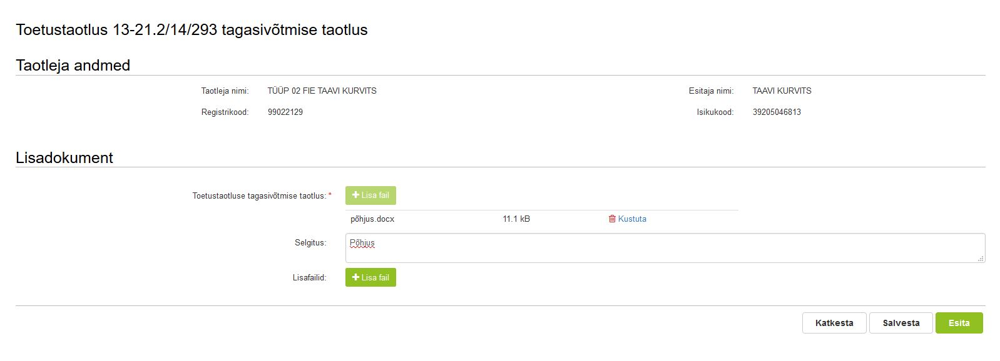 Toetustaotlus 13-21.2/14/293 tagasivõtmise taotlus
Taotleja andmed
Taotleja nimi: TÜÜP 02 FIE TAAVI KURVITS Esitaja nimi: TAAVI KURVITS
Registrikood: 99022129 Isikukood: 39205046813
Lisadokument
Toetustaotluse tagasivõtmise taotlus: * Lisa fail
põhjus.docx 11.1 kB Kustuta
Selgitus: Põhjus
Lisafailid: Lisa fail
Katkesta Salvesta Esita